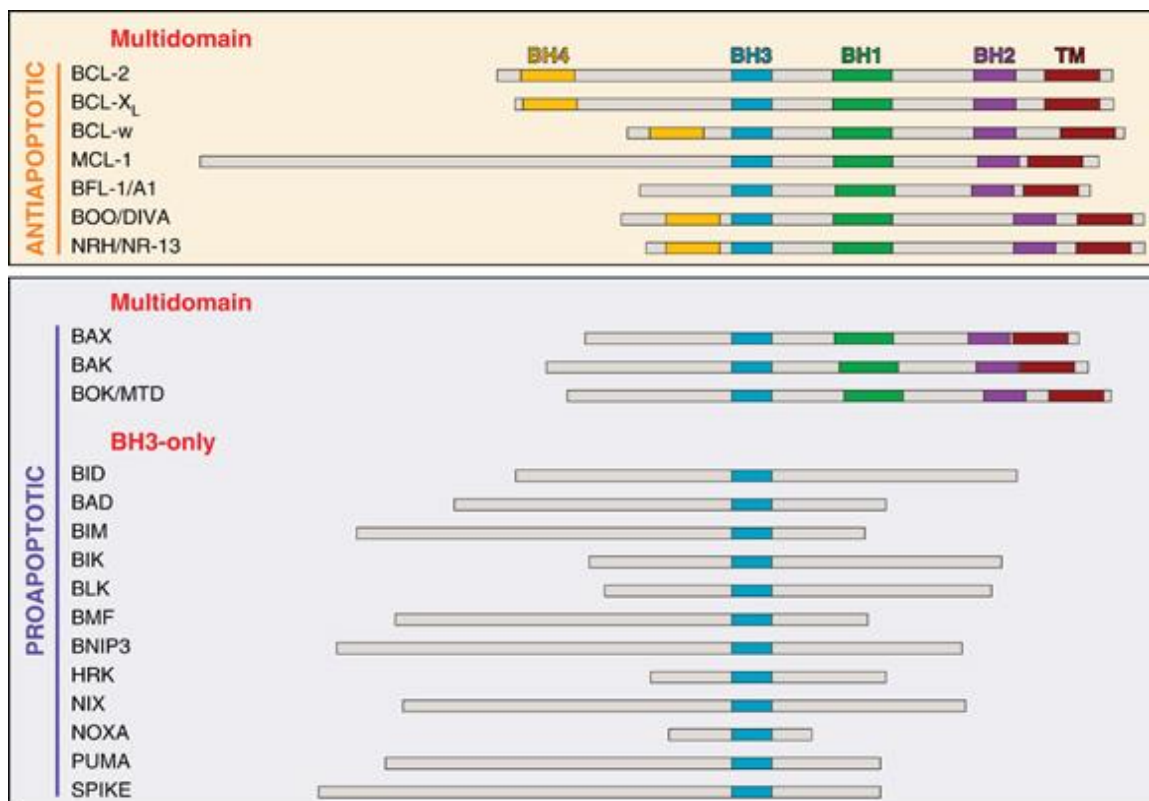 Multidomain
BH4 BH3 BH1 BH2 TM
ANTIAPOPTOTIC
BCL-2
BCL-XL
BCL-w
MCL-1
BFL-1/A1
BOO/DIVA
NRH/NR-13
PROAPOPTOTIC
Multidomain
BAX
BAK
BOK/MTD
BH3-only
BID
BAD
BIM
BIK
BLK
BMF
BNIP3
HRK
NIX
NOXA
PUMA
SPIKE